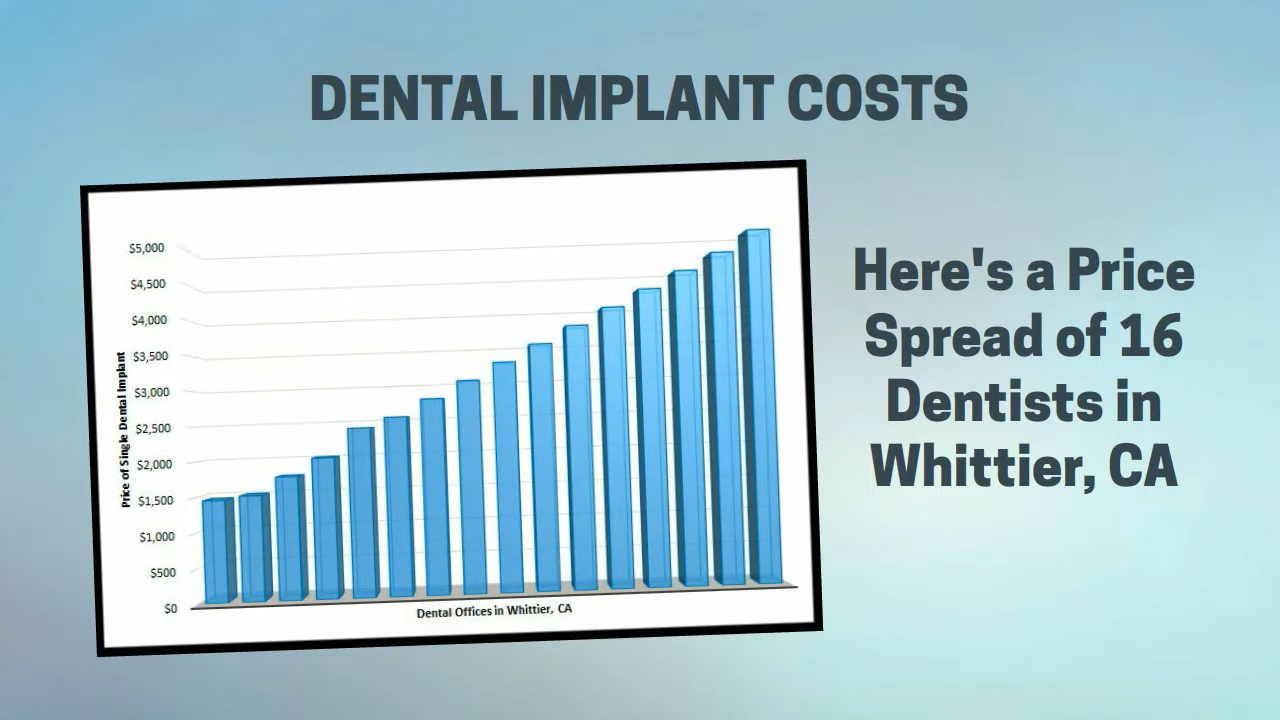 DENTAL IMPLANT COSTS
$5,000
$4,500
$4,000
$3,500
$3,000
$2,500
$2,000
$1,500
$1,000
$500
$0
Price of Single Dental Implant
Dental Offices in Whittier, CA
Here's a Price
Spread of 16
Dentists in
Whittier, CA